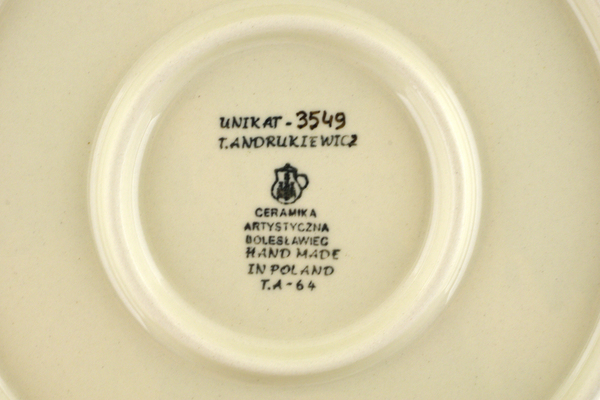 UNIKAT-3549
T.ANDRUKIEWICZ
CERAMIKA
ARTYSTYCZNA
BOLESŁAWIEC
HAND MADE
IN POLAND
T.A-64